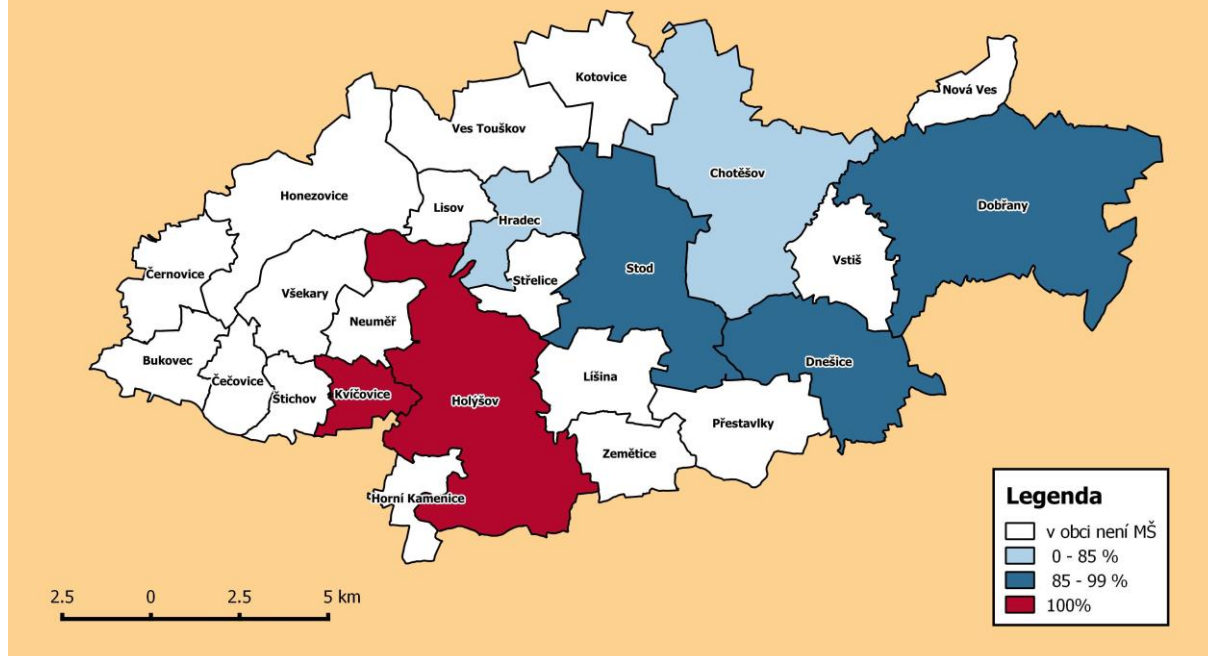 Kotovice
Nová Ves
Ves Touškov
Chotěšov
Honezovice
Lisov
Hradec
Dobřany
Černovice
Střelice
Stod
Vstiš
Všekary
Neuměř
Bukovec
Čečovice
Štichov
Kvíčovice
Holýšov
Líšina
Dnešice
Přestavlky
Zemětice
Horní Kamenice
Legenda
v obci není MŠ
0 - 85 %
85 - 99 %
100%
2.5 0 2.5 5 km